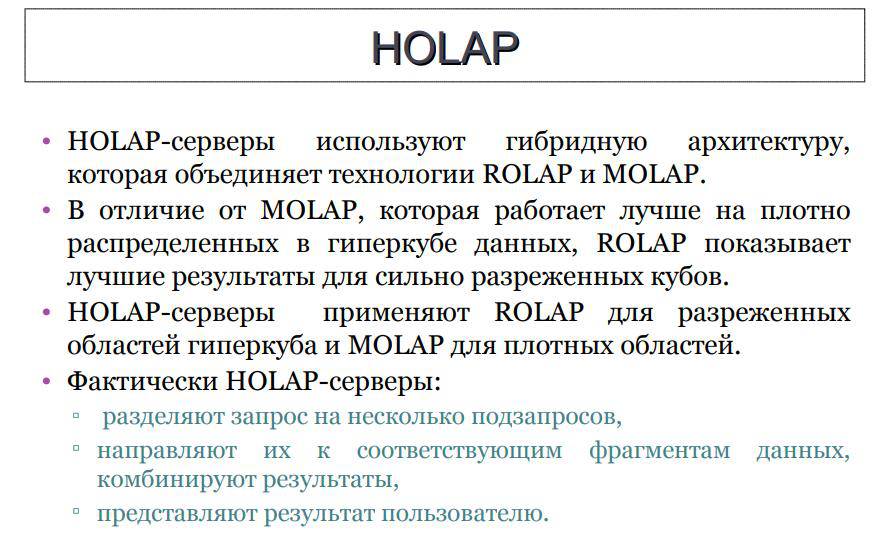 HOLAP
• HOLAP-серверы используют гибридную архитектуру,
которая объединяет технологии ROLAP и MOLAP.
• В отличие от MOLAP, которая работает лучше на плотно
распределенных в гиперкубе данных, ROLAP показывает
лучшие результаты для сильно разреженных кубов.
• HOLAP-серверы применяют ROLAP для разреженных
областей гиперкуба и MOLAP для плотных областей.
• Фактически HOLAP-серверы:
▫ разделяют запрос на несколько подзапросов,
▫ направляют их к соответствующим фрагментам данных,
комбинируют результаты,
▫ представляют результат пользователю.